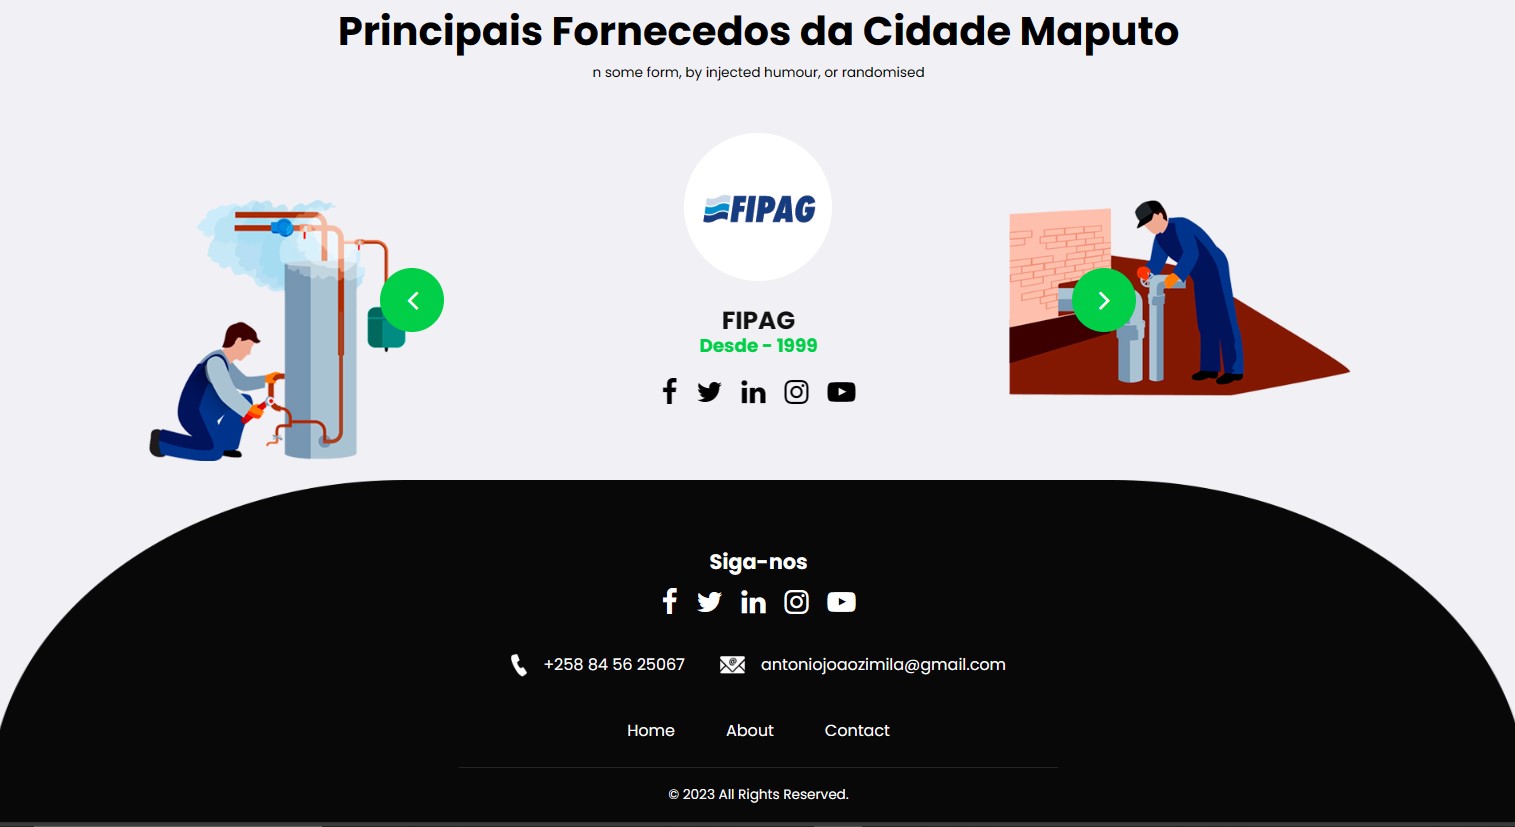 Principais Fornecedos da Cidade Maputo
n some form, by injected humour, or randomised
FIPAG
FIPAG
Desde - 1999
Siga-nos
+258 84 56 25067 antoniojoaozimila@gmail.com
Home About Contact
© 2023 All Rights Reserved.